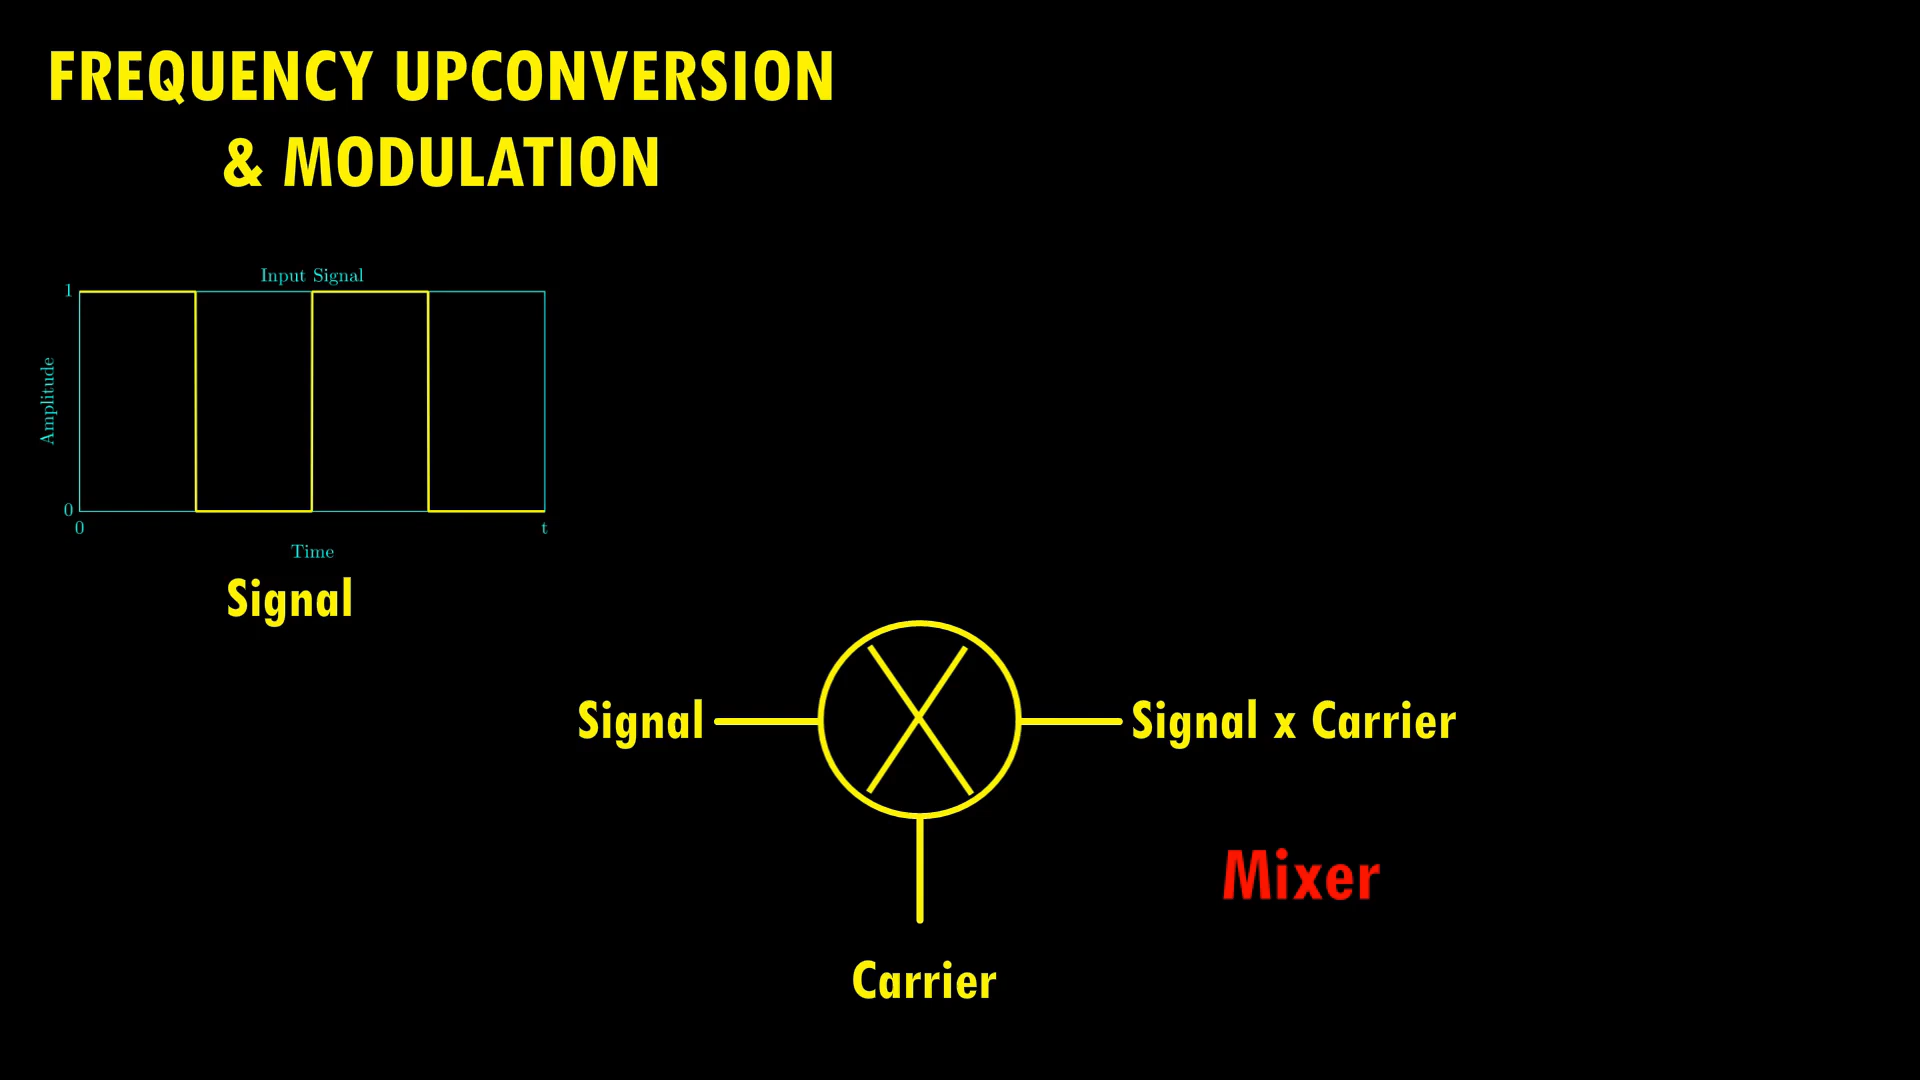 FREQUENCY UPCONVERSION
& MODULATION
Input Signal
1
Amplitude
0
0
t
Time
Signal
Signal
Signal x Carrier
Mixer
Carrier